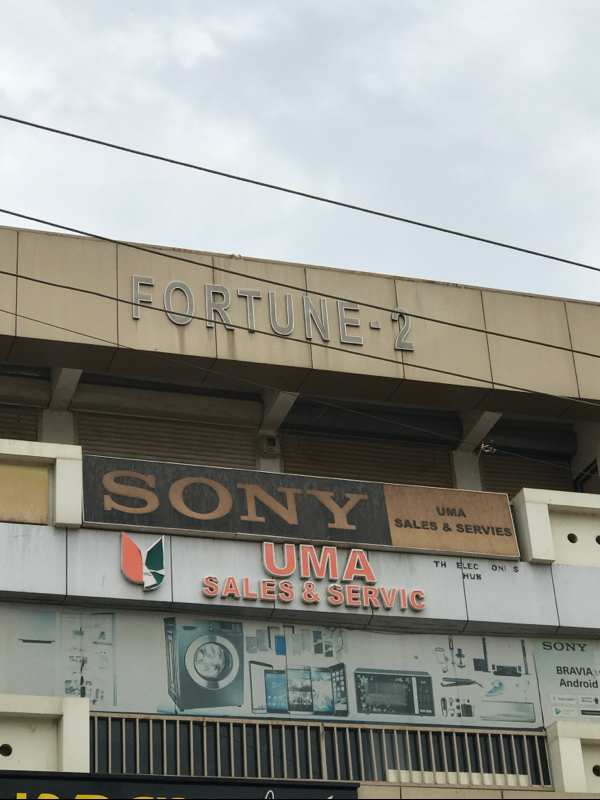 FORTUNE-2
SONY
UMA
SALES & SERVIES
UMA
SALES & SERVIC
TH ELEC ONI S
HUB
SONY
BRAVIA
Android